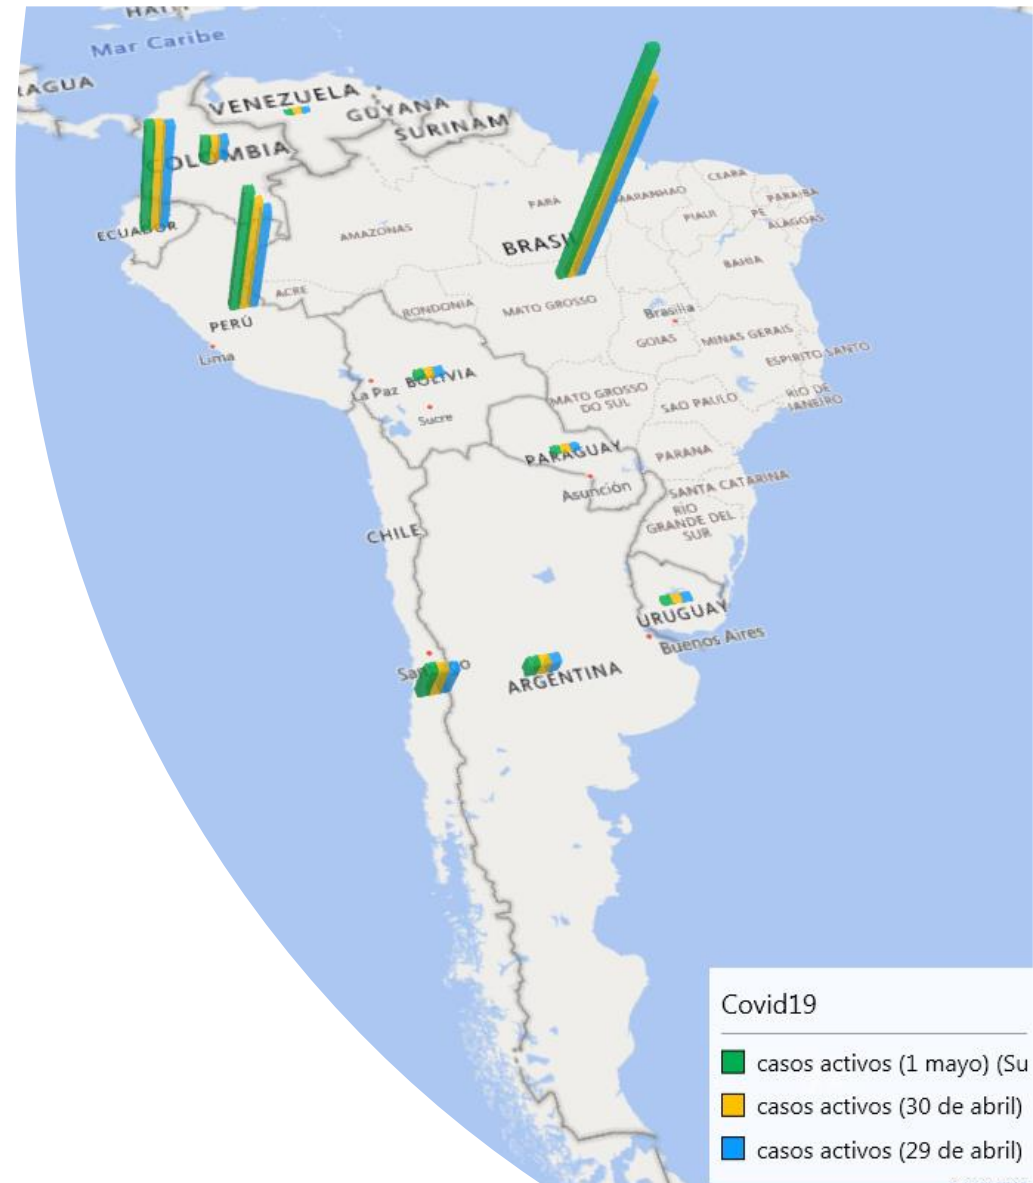 Mar Caribe
VENEZUELA
GUYANA
SURINAM
COLOMBIA
ECUADOR
PERÚ
Lima
AMAZONAS
ACRE
RONDONIA
PARÁ
MARANHAO
CEARA
PIAUI
PARAIBA
PE
ALAGOAS
BRASIL
BAHIA
MATO GROSSO
Brasilia
GOIAS
MINAS GERAIS
ESPIRITO SANTO
RIO DE
JANEIRO
La Paz
BOLIVIA
Sucre
MATO GROSSO
DO SUL
SAO PAULO
PARAGUAY
Asunción
PARANA
SANTA CATARINA
RIO
GRANDE DEL
SUR
CHILE
URUGUAY
Buenos Aires
ARGENTINA
Covid19
casos activos (1 mayo) (Su
casos activos (30 de abril)
casos activos (29 de abril)